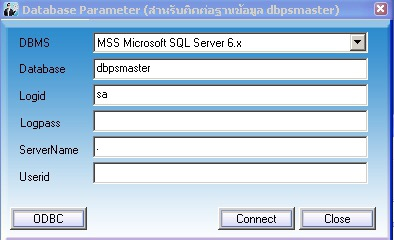 Database Parameter (สำหรับติดต่อฐานข้อมูล dbpsmaster)
DBMS MSS Microsoft SQL Server 6.x
Database dbpsmaster
Logid sa
Logpass
ServerName .
Userid
ODBC Connect Close